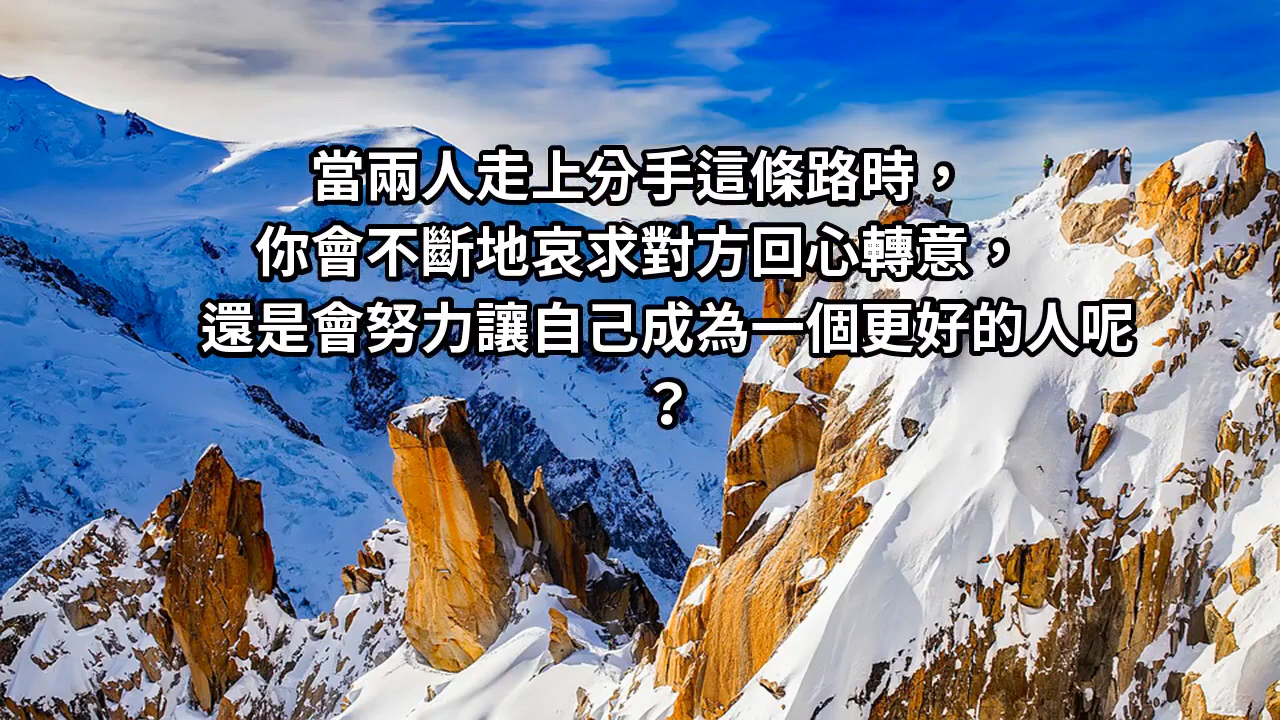 當兩人走上分手這條路時，
你會不斷地哀求對方回心轉意，
還是會努力讓自己成為一個更好的人呢
？